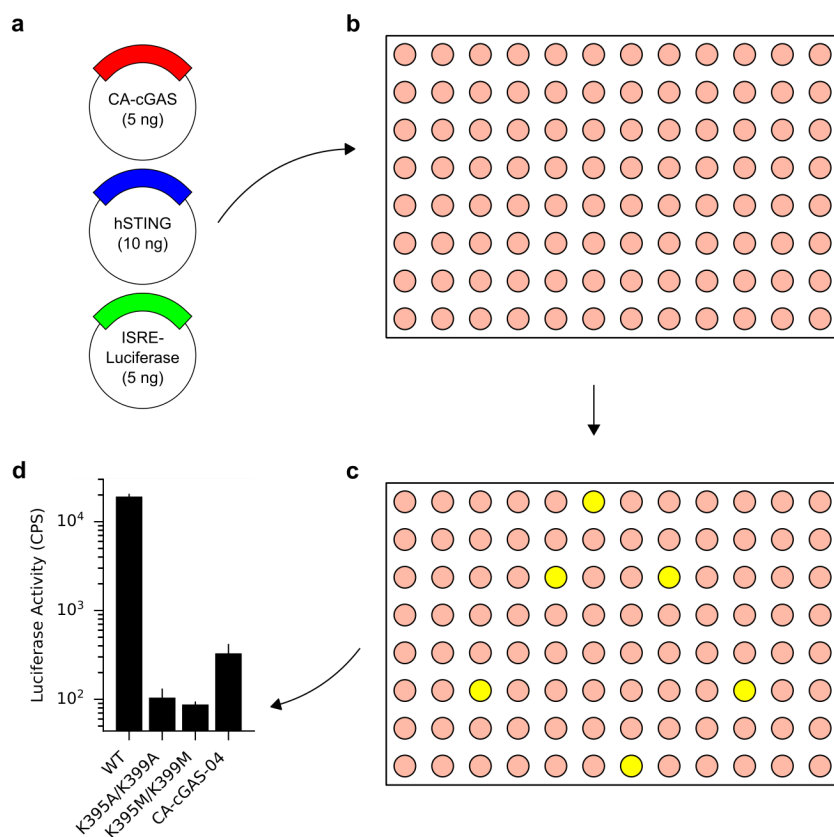 a
CA-cGAS
(5 ng)
hSTING
(10 ng)
ISRE-
Luciferase
(5 ng)
b
c
d
Luciferase Activity (CPS)
10⁴
10³
10²
WT
K395A/K399A
K395M/K399M
CA-cGAS-04